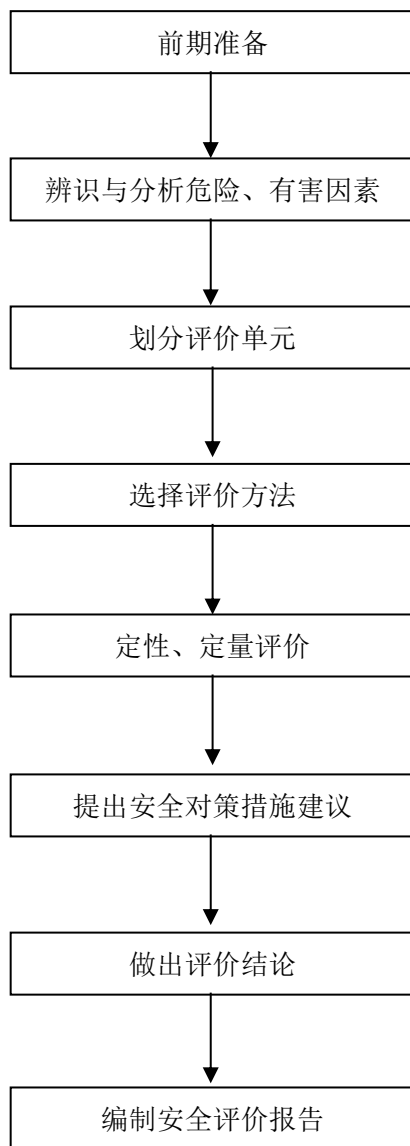 前期准备
辨识与分析危险、有害因素
划分评价单元
选择评价方法
定性、定量评价
提出安全对策措施建议
做出评价结论
编制安全评价报告